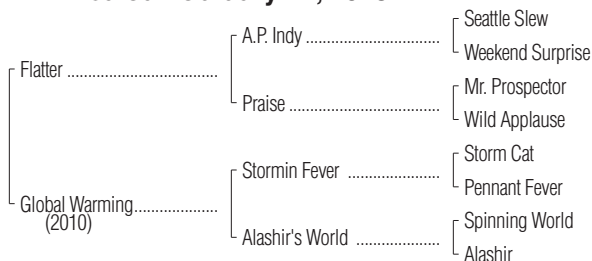 Seattle Slew
A.P. Indy ........................................
Weekend Surprise
Flatter .............................................
Mr. Prospector
Praise ..................................................
Wild Applause
Storm Cat
Stormin Fever ...........................
Pennant Fever
Global Warming.........................
(2010)
Spinning World
Alashir's World ........................
Alashir